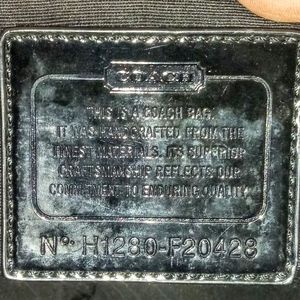 COACH
THIS IS A COACH BAG.
IT WAS HANDCRAFTED FROM THE
FINEST MATERIALS. ITS SUPERIOR
CRAFTSMANSHIP REFLECTS OUR
COMMITMENT TO ENDURING QUALITY
Nº· H1280-F20428